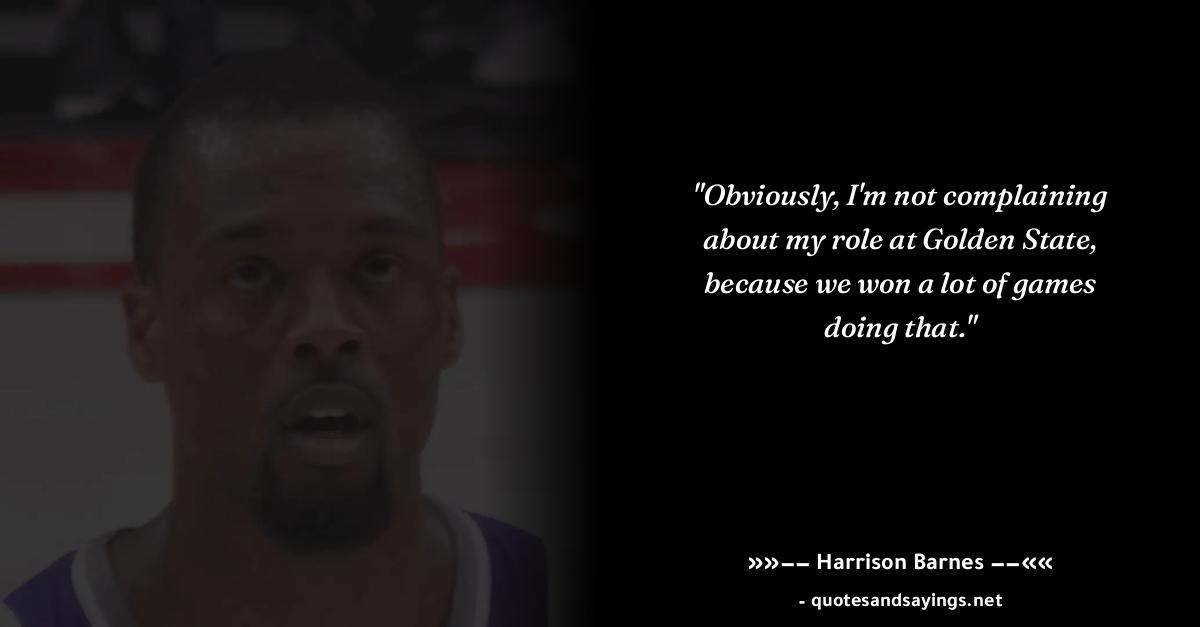 "Obviously, I'm not complaining
about my role at Golden State,
because we won a lot of games
doing that."
»»−− Harrison Barnes −−««
- quotesandsayings.net